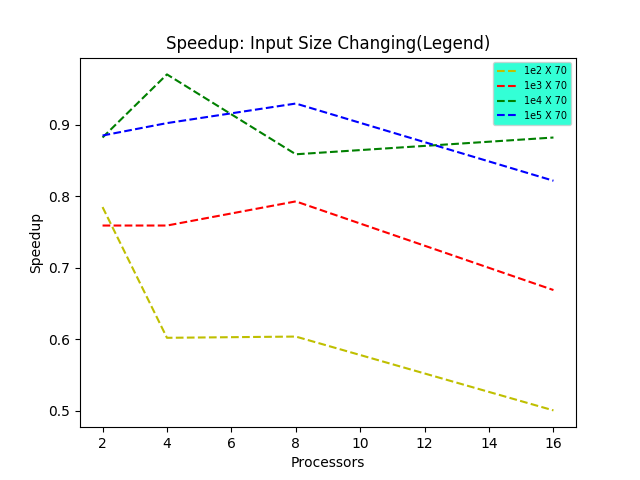 Speedup: Input Size Changing(Legend)
1e2 X 70
1e3 X 70
1e4 X 70
1e5 X 70
Speedup
0.9
0.8
0.7
0.6
0.5
2 4 6 8 10 12 14 16
Processors